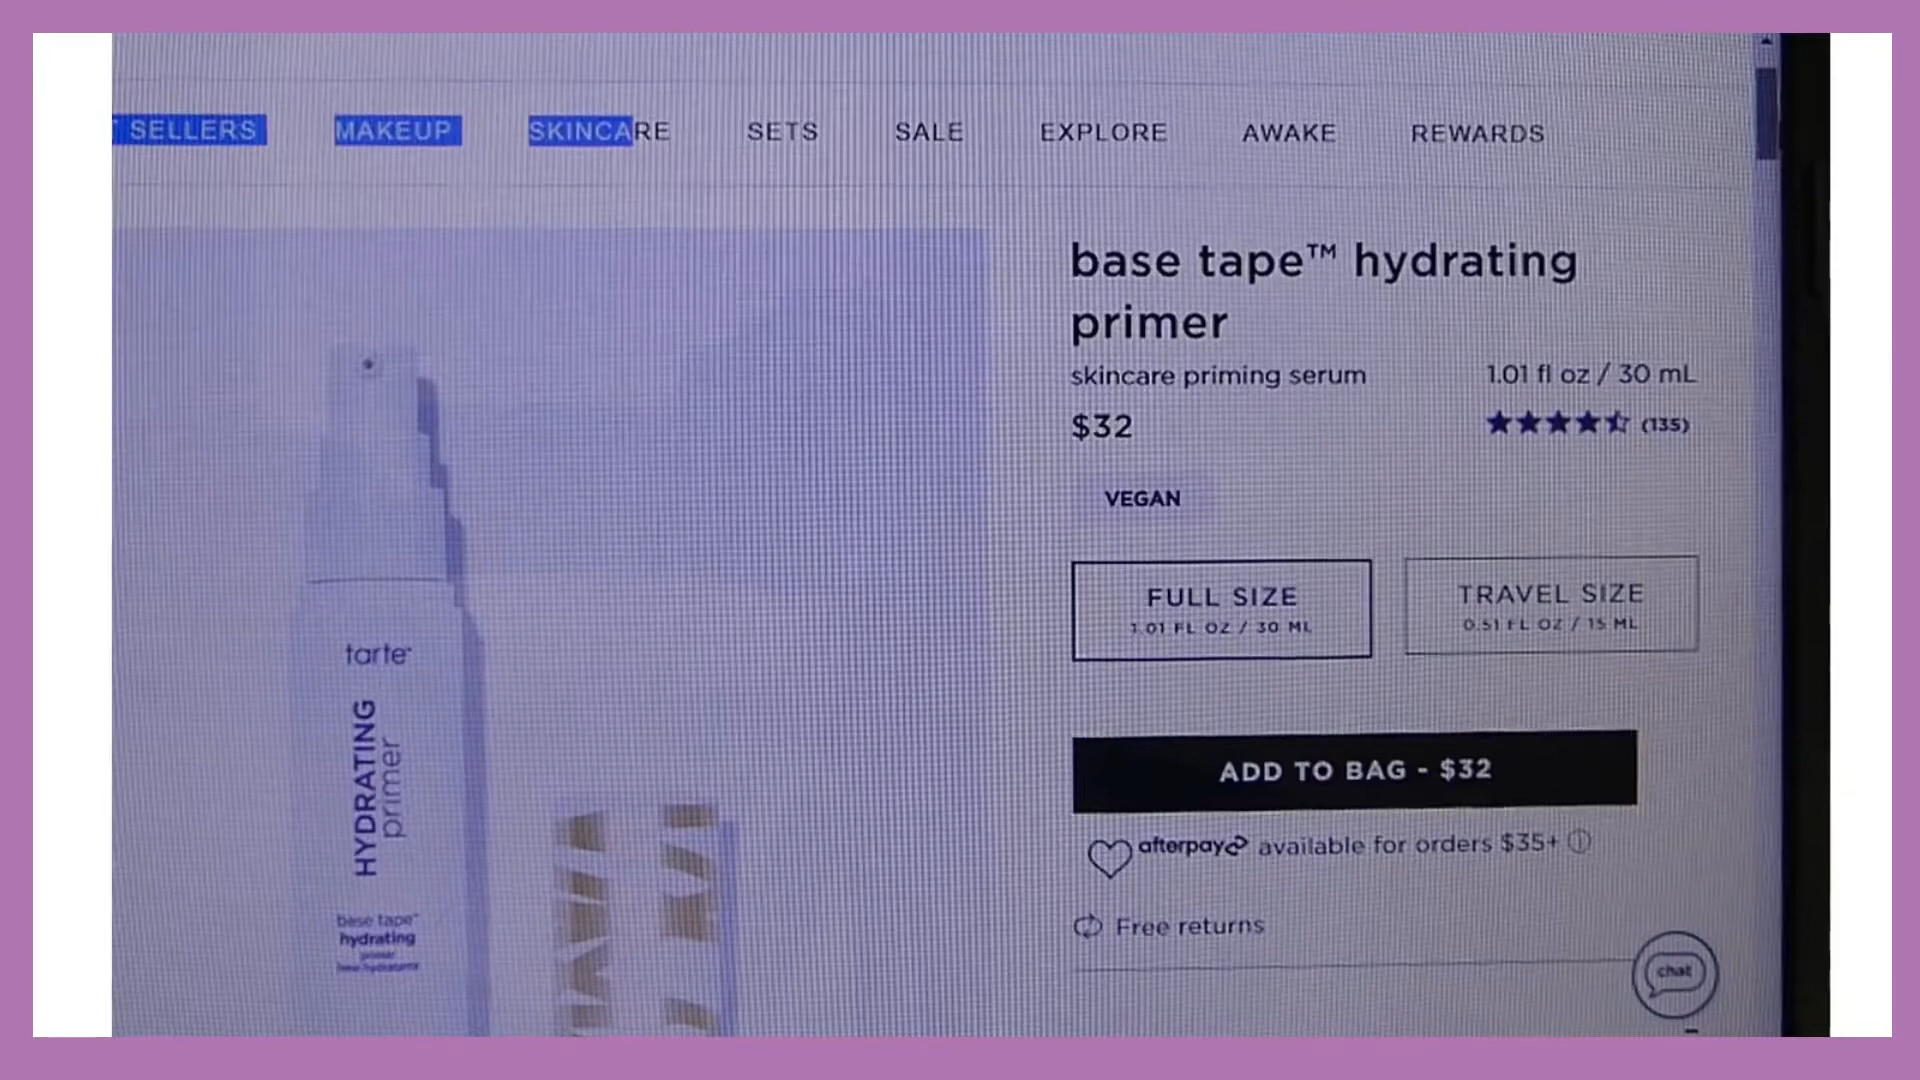 SELLERS MAKEUP SKINCARE SETS SALE EXPLORE AWAKE REWARDS
base tape™ hydrating
primer
skincare priming serum 1.01 fl oz / 30 mL
$32 (135)
VEGAN
FULL SIZE
1.01 FL OZ / 30 ML
TRAVEL SIZE
0.51 FL OZ / 15 ML
ADD TO BAG - $32
afterpay available for orders $35+
Free returns
chat
tarte
HYDRATING
primer
base tape™
hydrating
primer